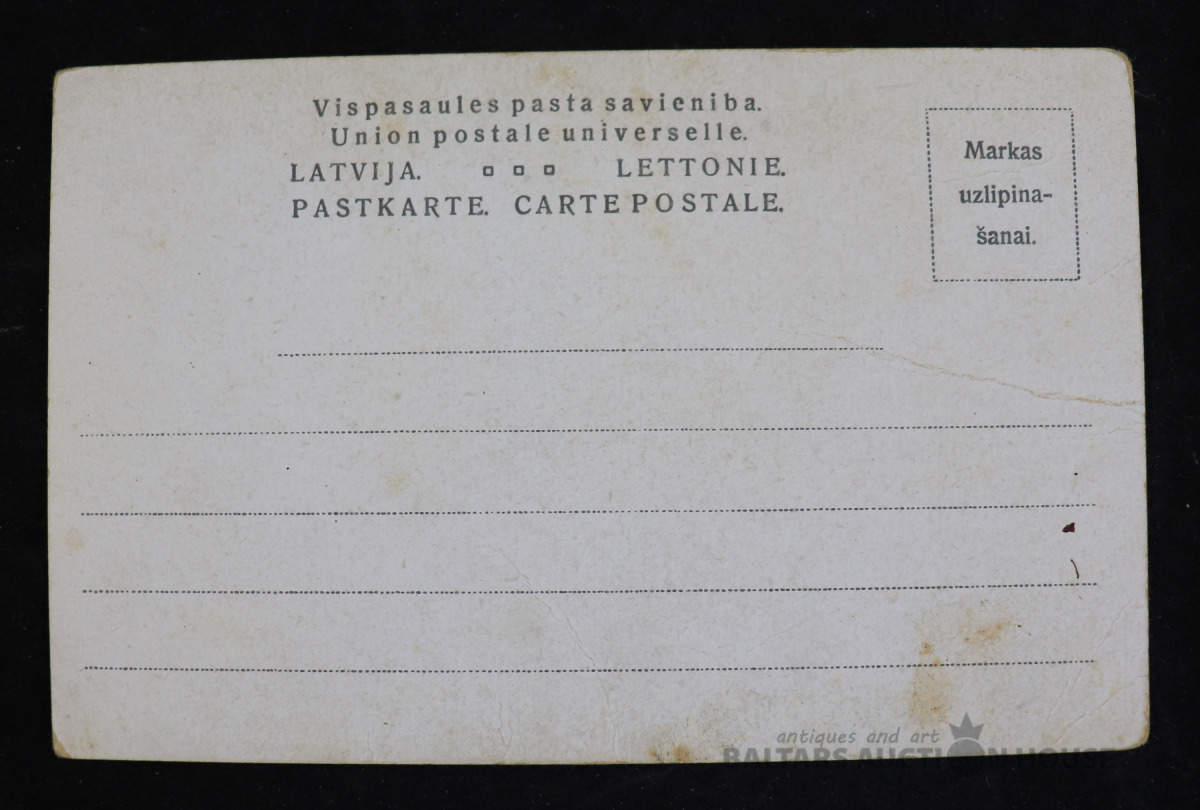 Vispasaules pasta savieniba.
Union postale universelle.
LATVIJA. LETTONIE.
PASTKARTE. CARTE POSTALE.
Markas
uzlipina-
šanai.
antiques and art
BALTARS AUCTION HOUSE